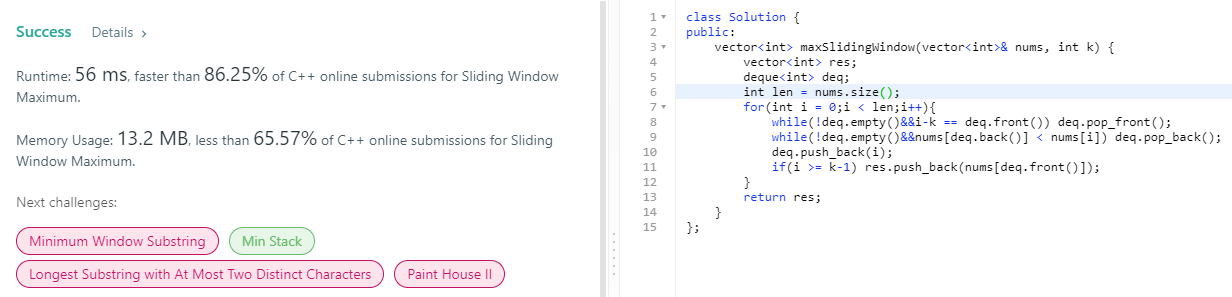 Success Details >
Runtime: 56 ms, faster than 86.25% of C++ online submissions for Sliding Window
Maximum.
Memory Usage: 13.2 MB, less than 65.57% of C++ online submissions for Sliding
Window Maximum.
Next challenges:
Minimum Window Substring Min Stack
Longest Substring with At Most Two Distinct Characters Paint House II
1 class Solution {
2 public:
3     vector<int> maxSlidingWindow(vector<int>& nums, int k) {
4         vector<int> res;
5         deque<int> deq;
6         int len = nums.size();
7         for(int i = 0;i < len;i++){
8             while(!deq.empty()&&i-k == deq.front()) deq.pop_front();
9             while(!deq.empty()&&nums[deq.back()] < nums[i]) deq.pop_back();
10             deq.push_back(i);
11             if(i >= k-1) res.push_back(nums[deq.front()]);
12         }
13         return res;
14     }
15 };